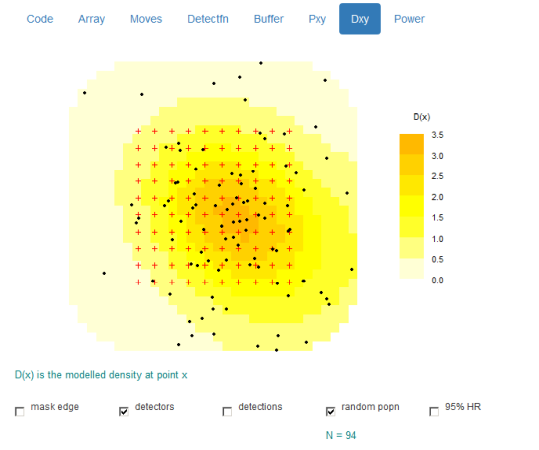 Code Array Moves Detectfn Buffer Pxy Dxy Power
D(x)
3.5
3.0
2.5
2.0
1.5
1.0
0.5
0.0
D(x) is the modelled density at point x
mask edge detectors detections random popn 95% HR
N = 94